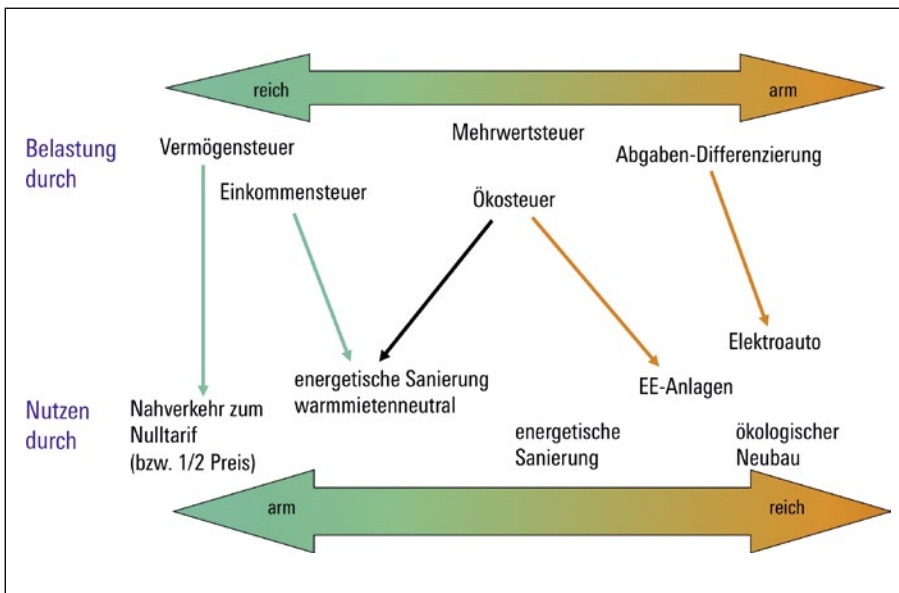 reich
arm
Belastung
durch
Vermögensteuer
Mehrwertsteuer
Abgaben-Differenzierung
Einkommensteuer
Ökosteuer
Elektroauto
energetische Sanierung
warmmietenneutral
EE-Anlagen
Nutzen
durch
Nahverkehr zum
Nulltarif
(bzw. 1/2 Preis)
energetische
Sanierung
ökologischer
Neubau
arm
reich